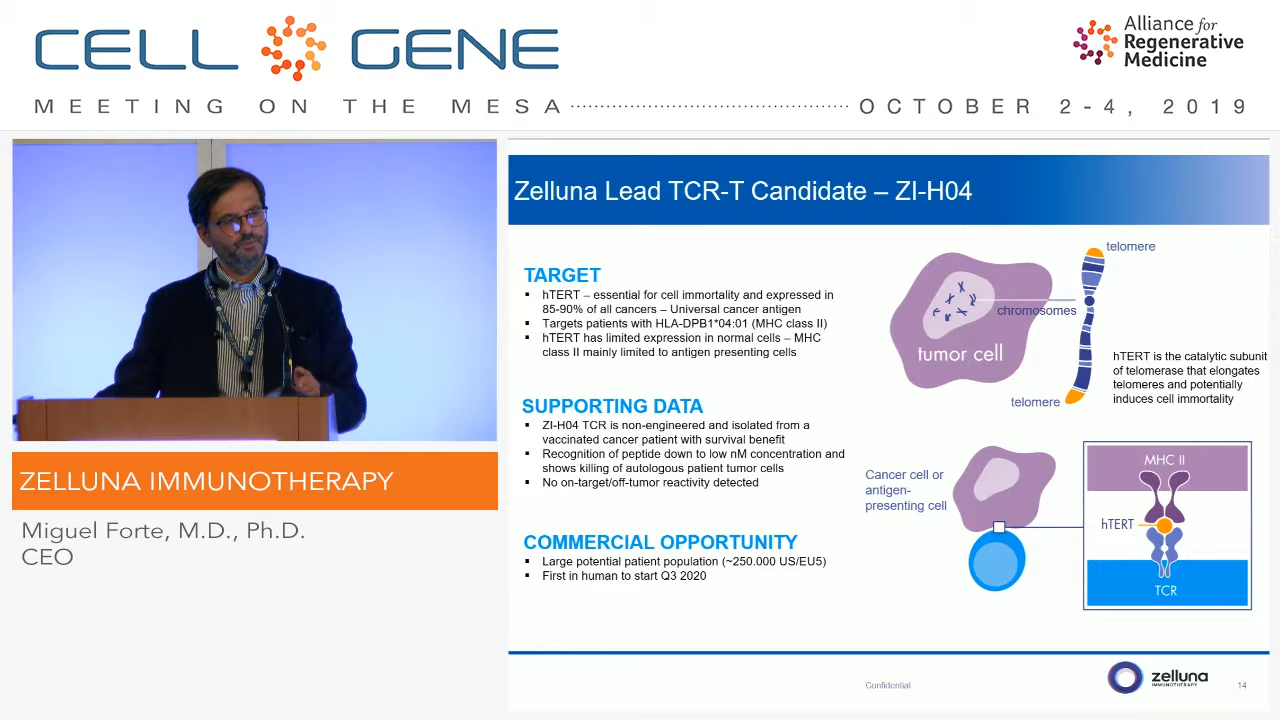 CELL GENE
Alliance for
Regenerative
Medicine
MEETING ON THE MESA OCTOBER 2-4, 2019
Zelluna Lead TCR-T Candidate – ZI-H04
TARGET
▪ hTERT – essential for cell immortality and expressed in
85-90% of all cancers – Universal cancer antigen
▪ Targets patients with HLA-DPB1*04:01 (MHC class II)
▪ hTERT has limited expression in normal cells – MHC
class II mainly limited to antigen presenting cells
SUPPORTING DATA
▪ ZI-H04 TCR is non-engineered and isolated from a
vaccinated cancer patient with survival benefit
▪ Recognition of peptide down to low nM concentration and
shows killing of autologous patient tumor cells
▪ No on-target/off-tumor reactivity detected
COMMERCIAL OPPORTUNITY
▪ Large potential patient population (~250.000 US/EU5)
▪ First in human to start Q3 2020
telomere
chromosomes
tumor cell
telomere
hTERT is the catalytic subunit
of telomerase that elongates
telomeres and potentially
induces cell immortality
Cancer cell or
antigen-
presenting cell
MHC II
hTERT
TCR
Confidential
zelluna
IMMUNOTHERAPY
14
ZELLUNA IMMUNOTHERAPY
Miguel Forte, M.D., Ph.D.
CEO